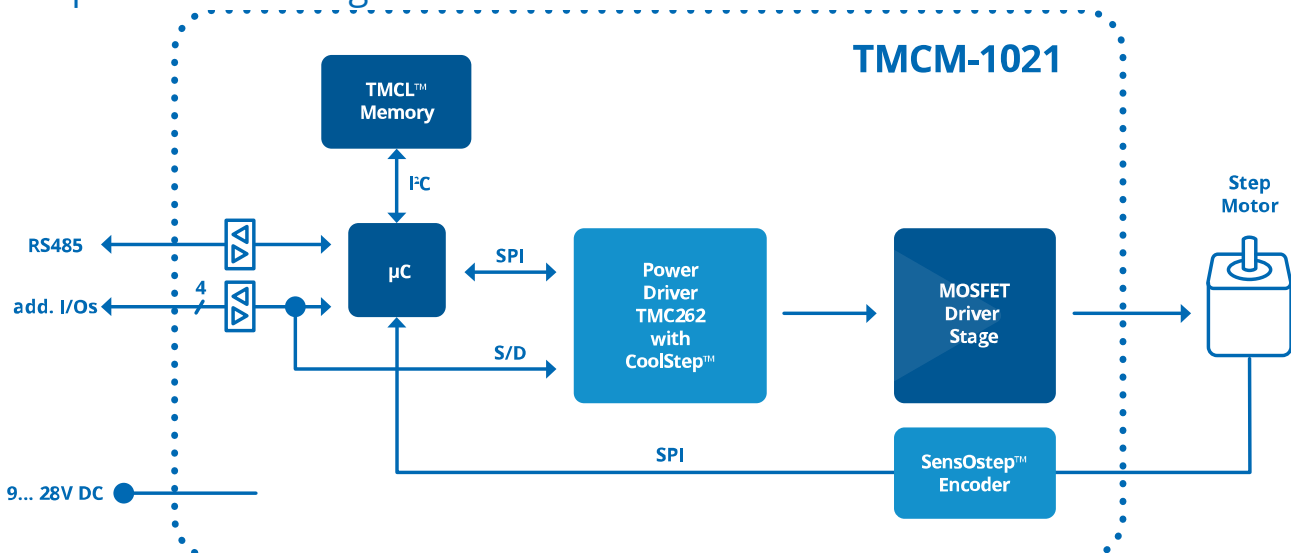 TMCM-1021
TMCL™
Memory
I²C
Step
Motor
RS485
µC
SPI
Power
Driver
TMC262
with
CoolStep™
MOSFET
Driver
Stage
4
add. I/Os
S/D
SPI
SensOstep™
Encoder
9... 28V DC